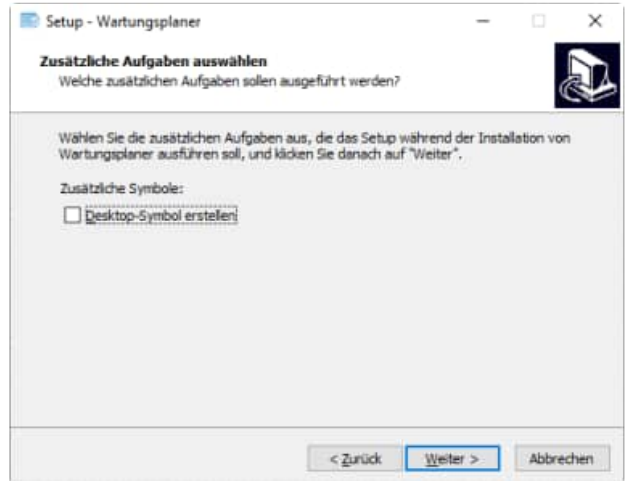 Setup - Wartungsplaner
Zusätzliche Aufgaben auswählen
Welche zusätzlichen Aufgaben sollen ausgeführt werden?
Wählen Sie die zusätzlichen Aufgaben aus, die das Setup während der Installation von
Wartungsplaner ausführen soll, und klicken Sie danach auf "Weiter".
Zusätzliche Symbole:
Desktop-Symbol erstellen
< Zurück Weiter > Abbrechen